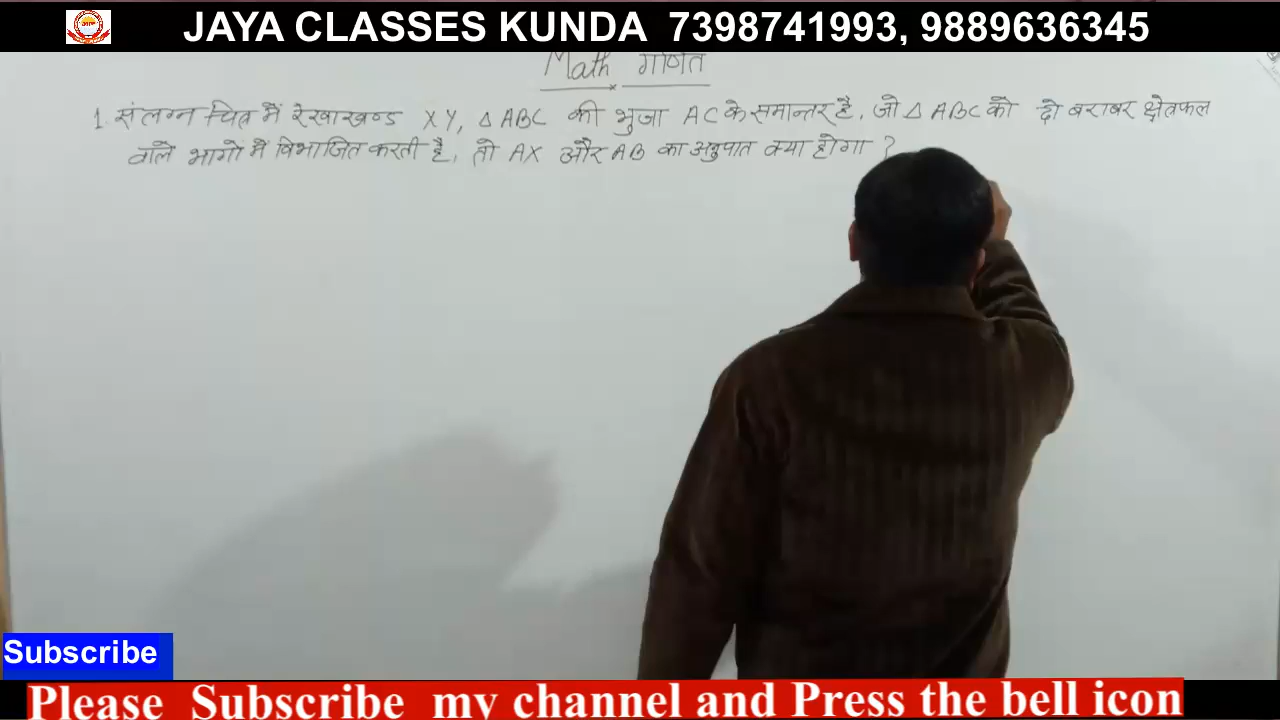 JAYA CLASSES KUNDA 7398741993, 9889636345
Math गणित
1. संलग्न चित्र में रेखाखण्ड XY, △ ABC की भुजा AC के समान्तर है, जो △ ABC को दो बराबर क्षेत्रफल
वाले भागों में विभाजित करती है, तो AX और AB का अनुपात क्या होगा ?
Subscribe
Please Subscribe my channel and Press the bell icon